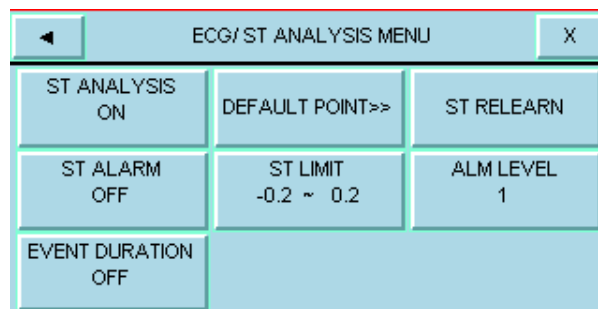 ◄ ECG/ ST ANALYSIS MENU X
ST ANALYSIS
ON
DEFAULT POINT>>
ST RELEARN
ST ALARM
OFF
ST LIMIT
-0.2 ~ 0.2
ALM LEVEL
1
EVENT DURATION
OFF